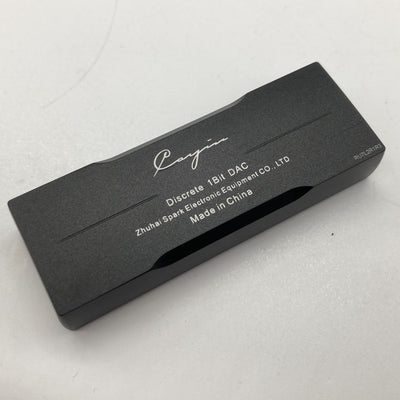 Cayin
Discrete 1Bit DAC
Zhuhai Spark Electronic Equipment CO.,LTD
Made in China